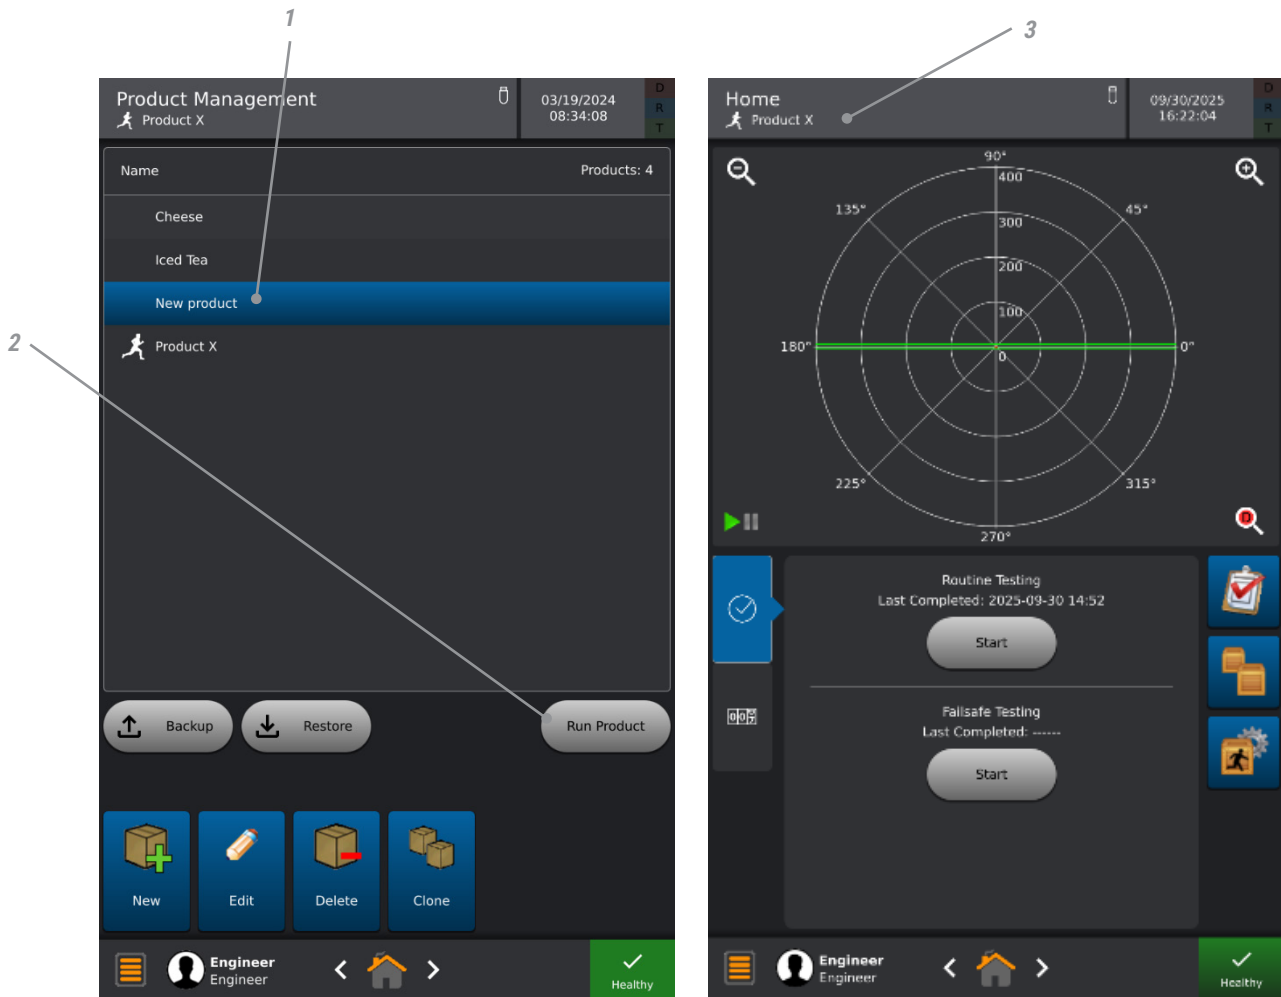 1
3
2
Product Management
Product X
03/19/2024
08:34:08
D
R
T
Name
Products: 4
Cheese
Iced Tea
New product
Product X
Backup
Restore
Run Product
New
Edit
Delete
Clone
Engineer
Engineer
Healthy
Home
Product X
09/30/2025
16:22:04
D
R
T
90°
400
135°
45°
300
200
100
180°
0
0°
225°
315°
270°
D
Routine Testing
Last Completed: 2025-09-30 14:52
Start
Failsafe Testing
Last Completed: ------
Start
Engineer
Engineer
Healthy